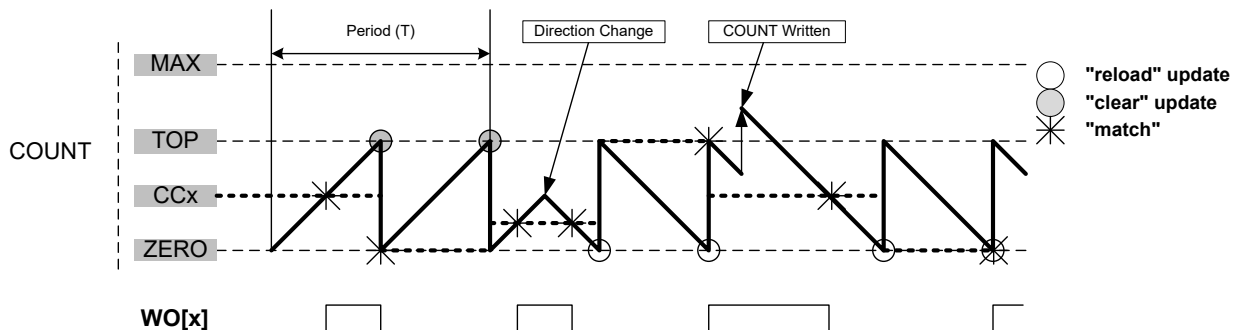 Period (T)
Direction Change
COUNT Written
MAX
"reload" update
"clear" update
TOP
"match"
COUNT
CCx
ZERO
WO[x]